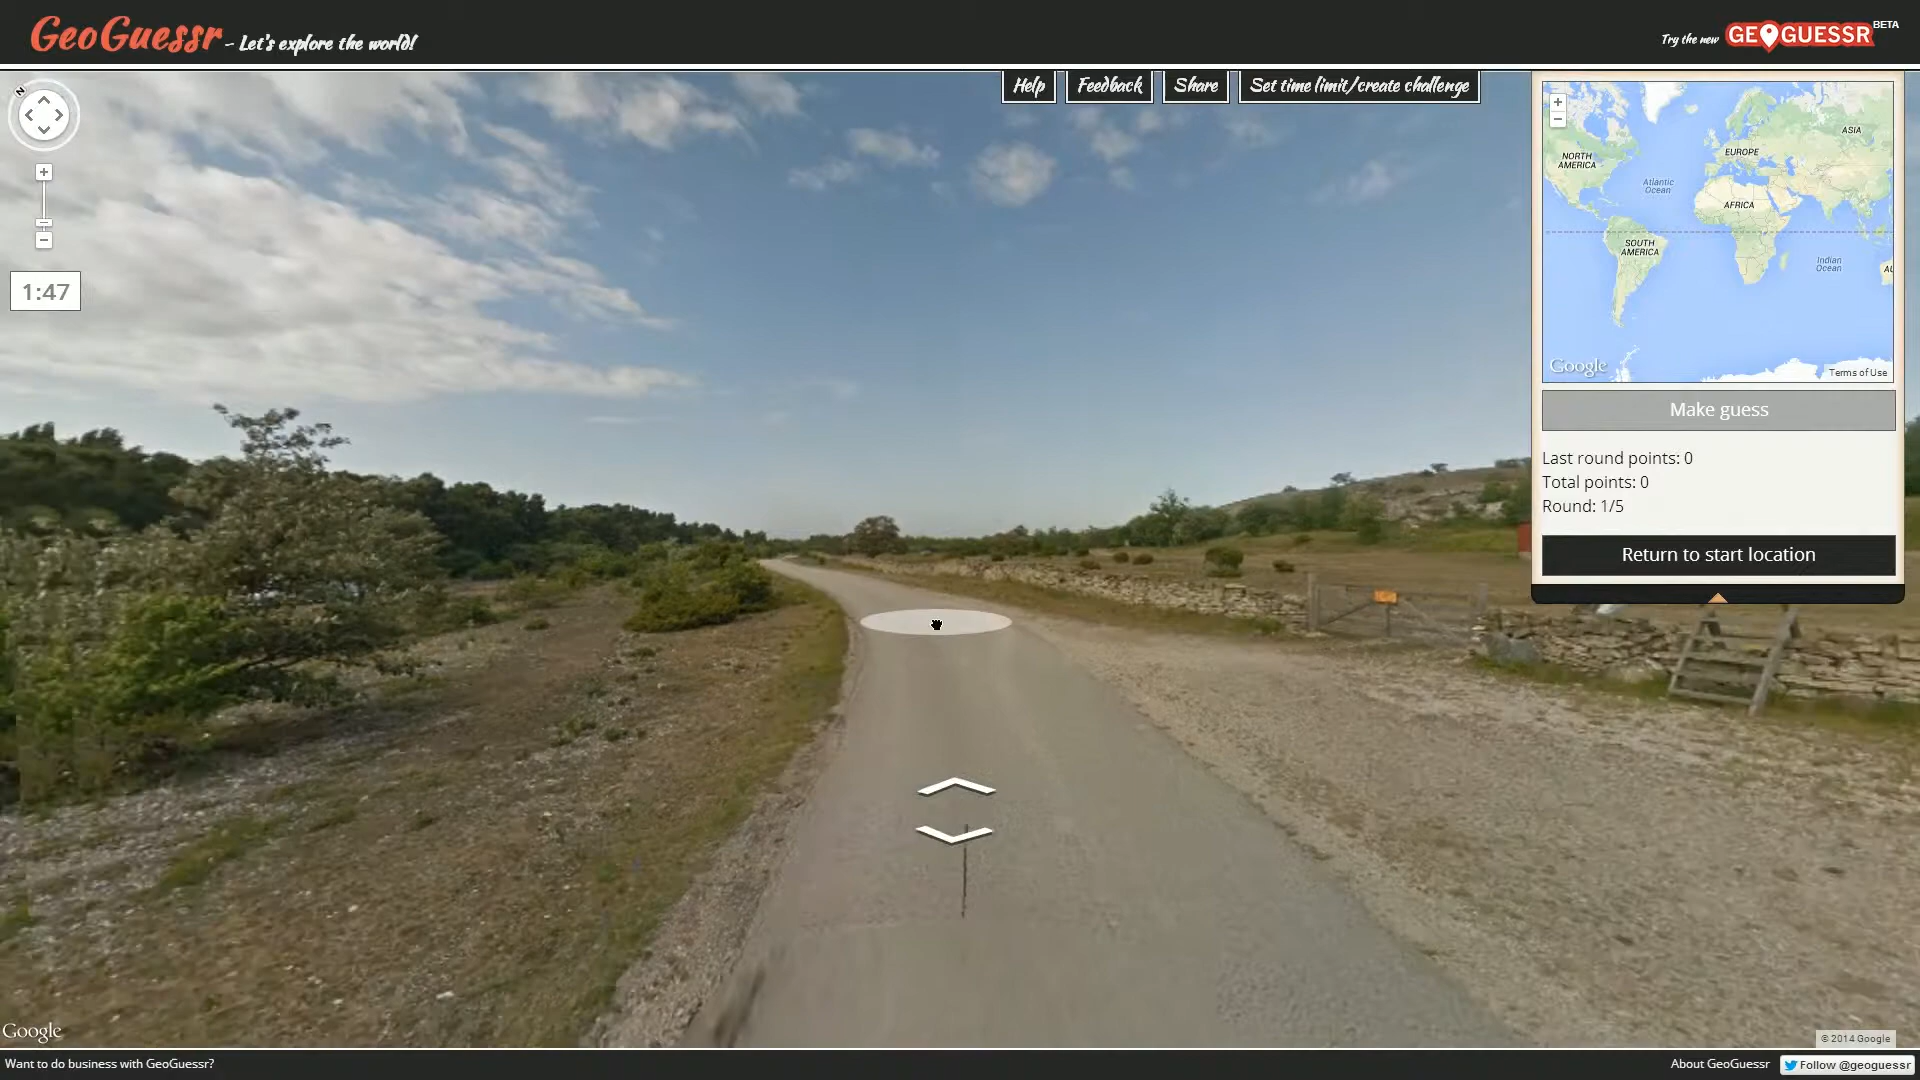 GeoGuessr - Let's explore the world!
Try the new GEOGUESSR BETA
Help
Feedback
Share
Set time limit/create challenge
N
1:47
NORTH AMERICA
Atlantic Ocean
EUROPE
ASIA
AFRICA
SOUTH AMERICA
Indian Ocean
AU
Google
Terms of Use
Make guess
Last round points: 0
Total points: 0
Round: 1/5
Return to start location
Google
© 2014 Google
Want to do business with GeoGuessr?
About GeoGuessr
Follow @geoguessr